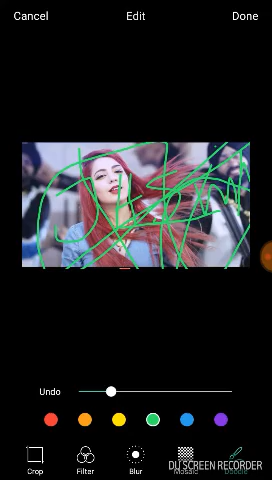 Cancel Edit Done
Undo
Crop Filter Blur Mosaic Doodle
DU SCREEN RECORDER